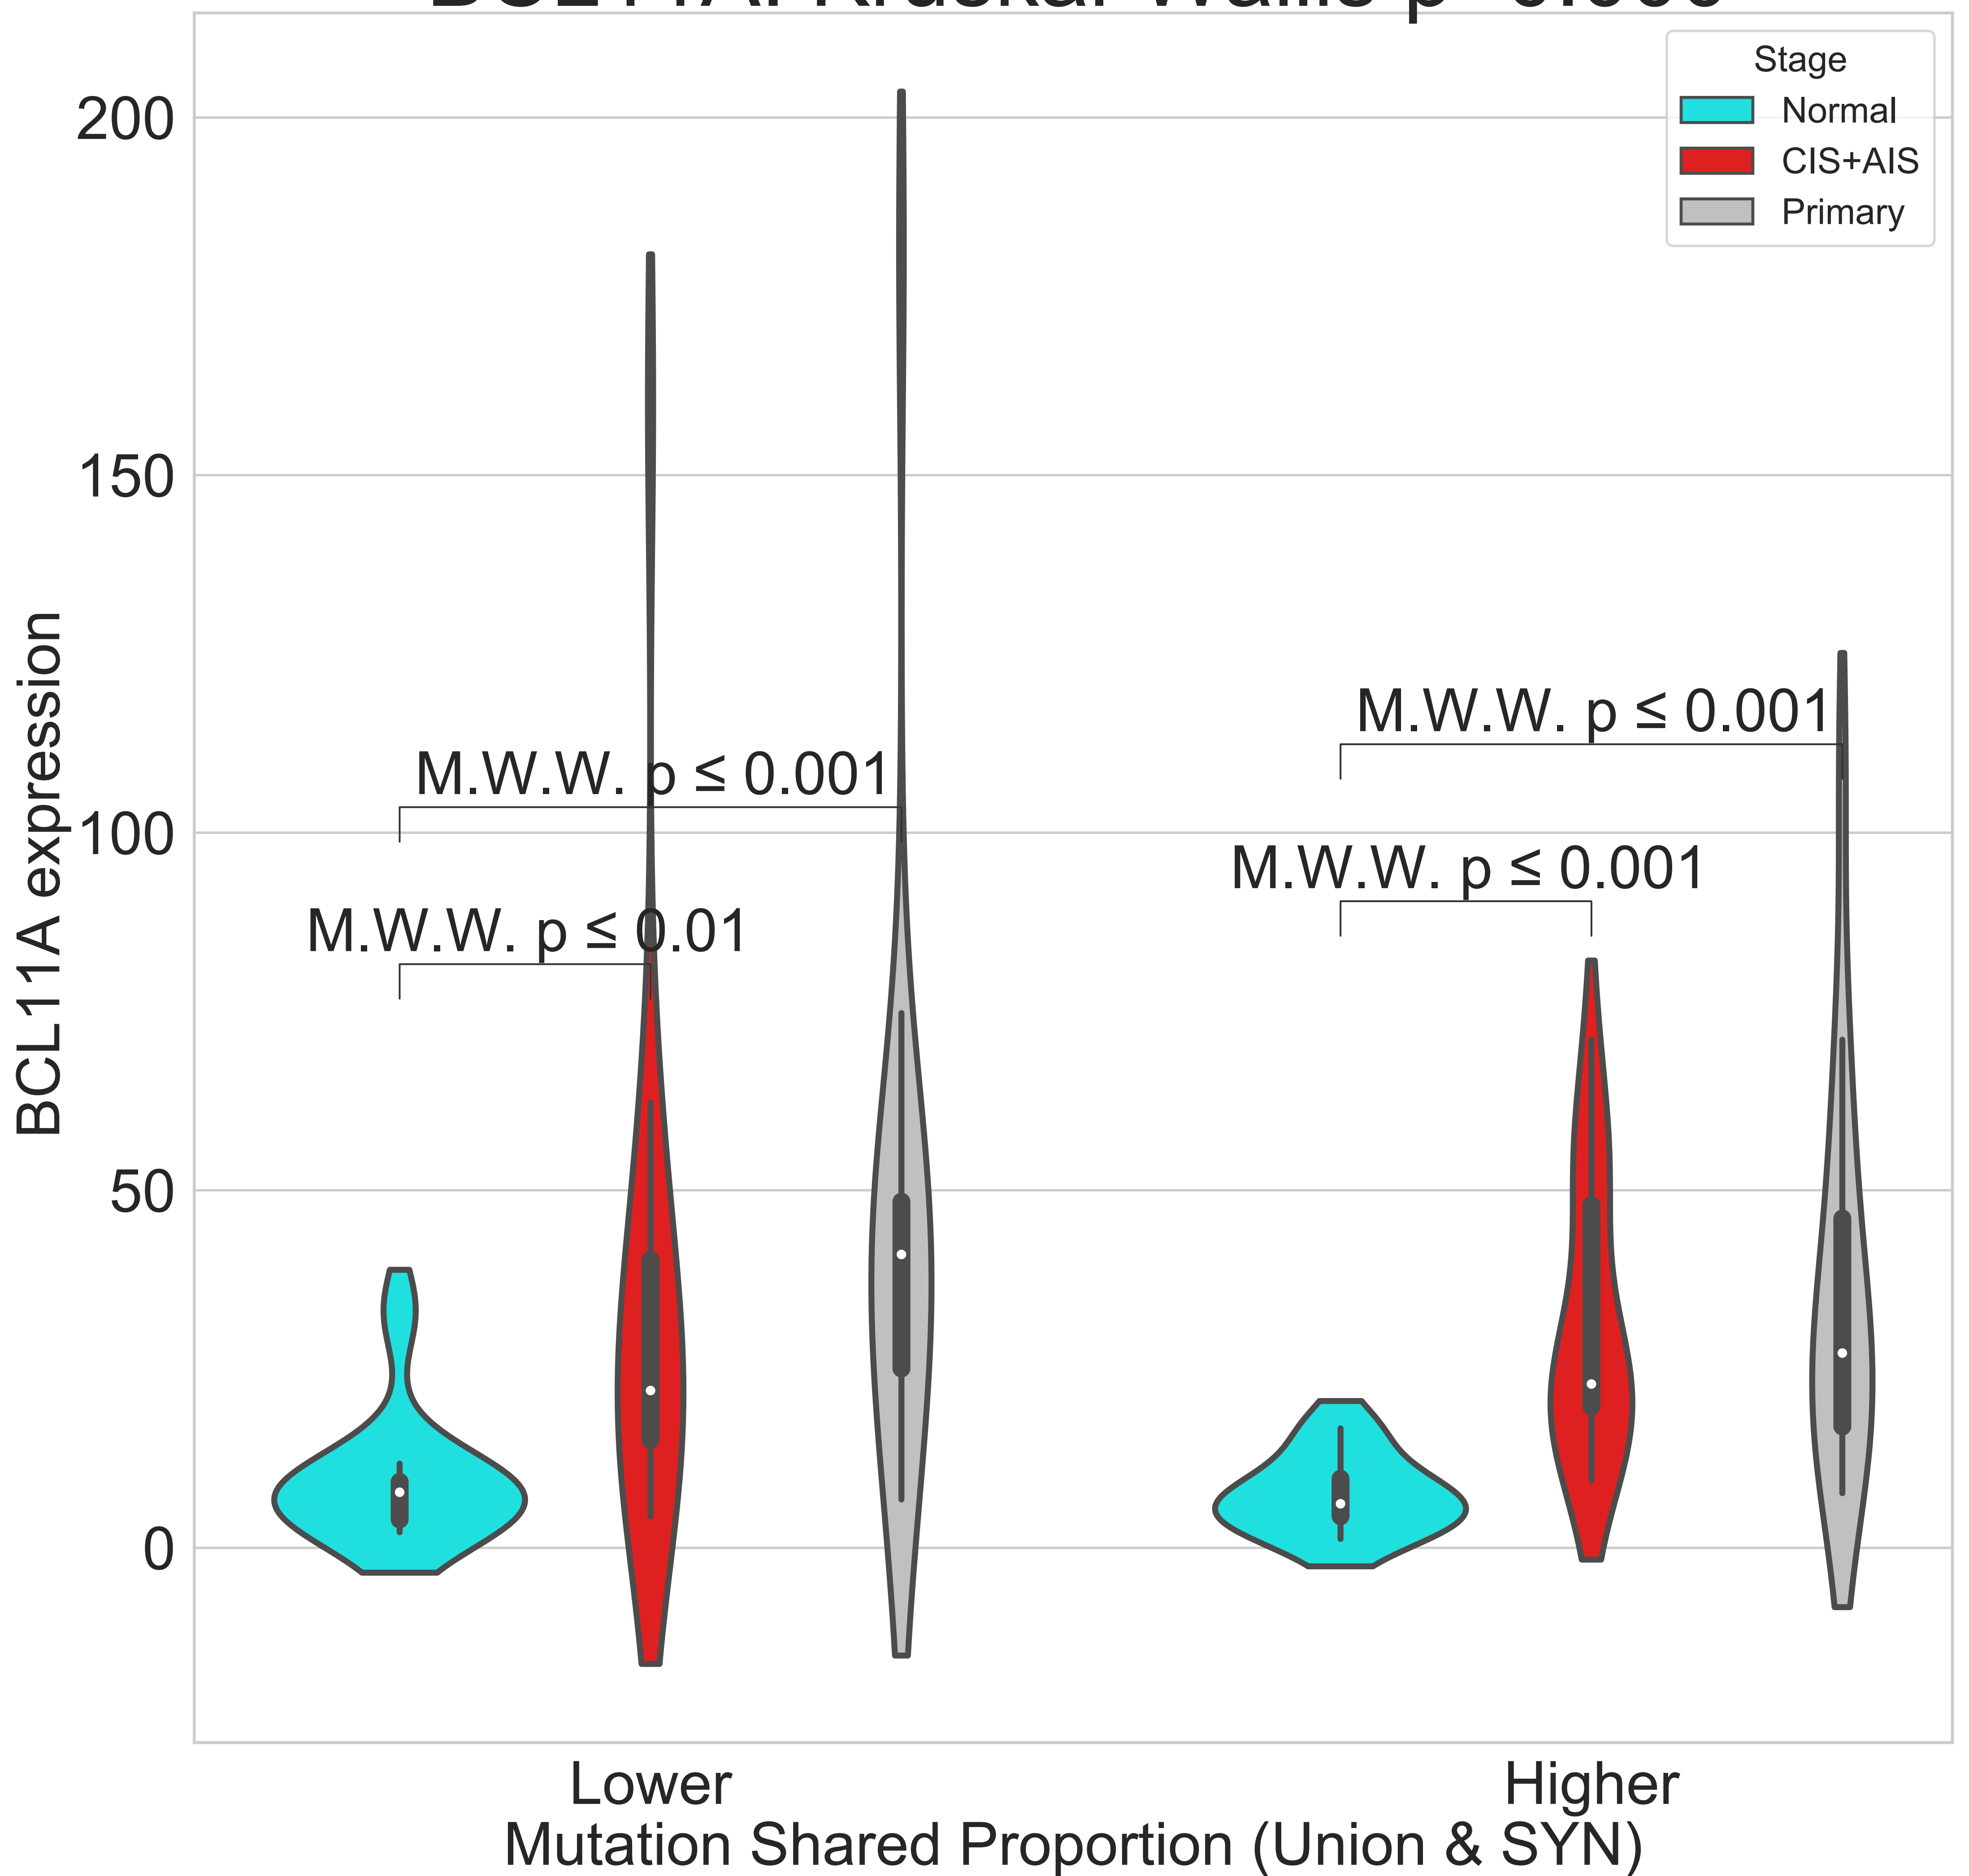 Stage
Normal
CIS+AIS
Primary
200
150
100
50
0
BCL11A expression
M.W.W. p ≤ 0.001
M.W.W. p ≤ 0.01
M.W.W. p ≤ 0.001
M.W.W. p ≤ 0.001
Lower
Higher
Mutation Shared Proportion (Union & SYN)